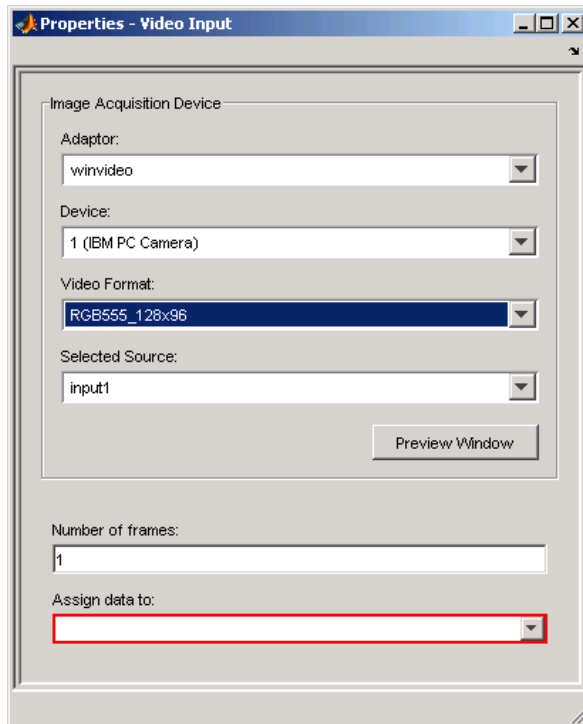 Properties - Video Input
Image Acquisition Device
Adaptor:
winvideo
Device:
1 (IBM PC Camera)
Video Format:
RGB555_128x96
Selected Source:
input1
Preview Window
Number of frames:
1
Assign data to: